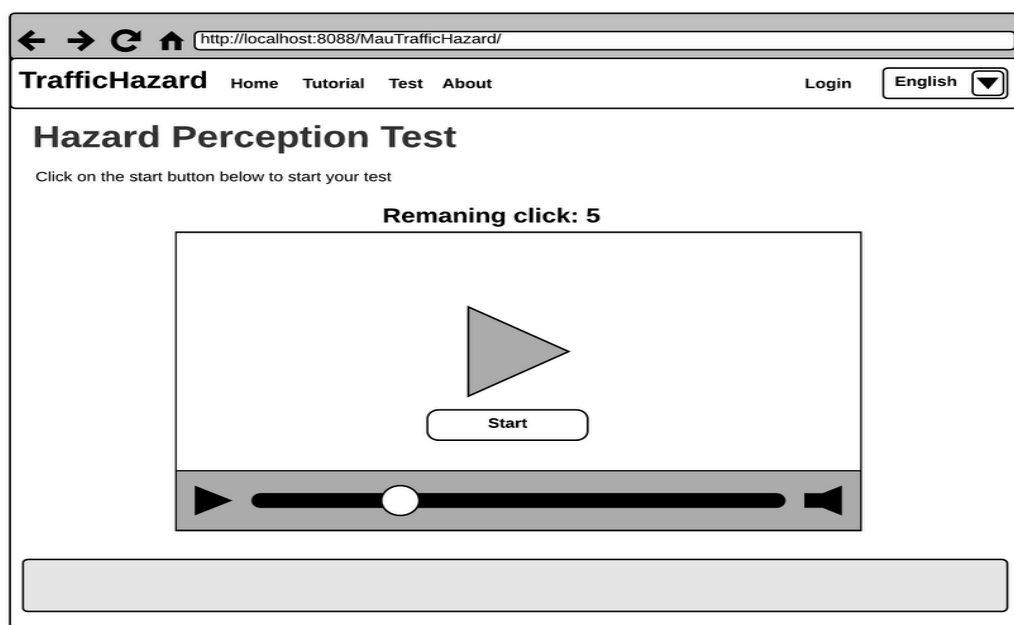 http://localhost:8088/MauTrafficHazard/
TrafficHazard Home Tutorial Test About Login English
Hazard Perception Test
Click on the start button below to start your test
Remaning click: 5
Start